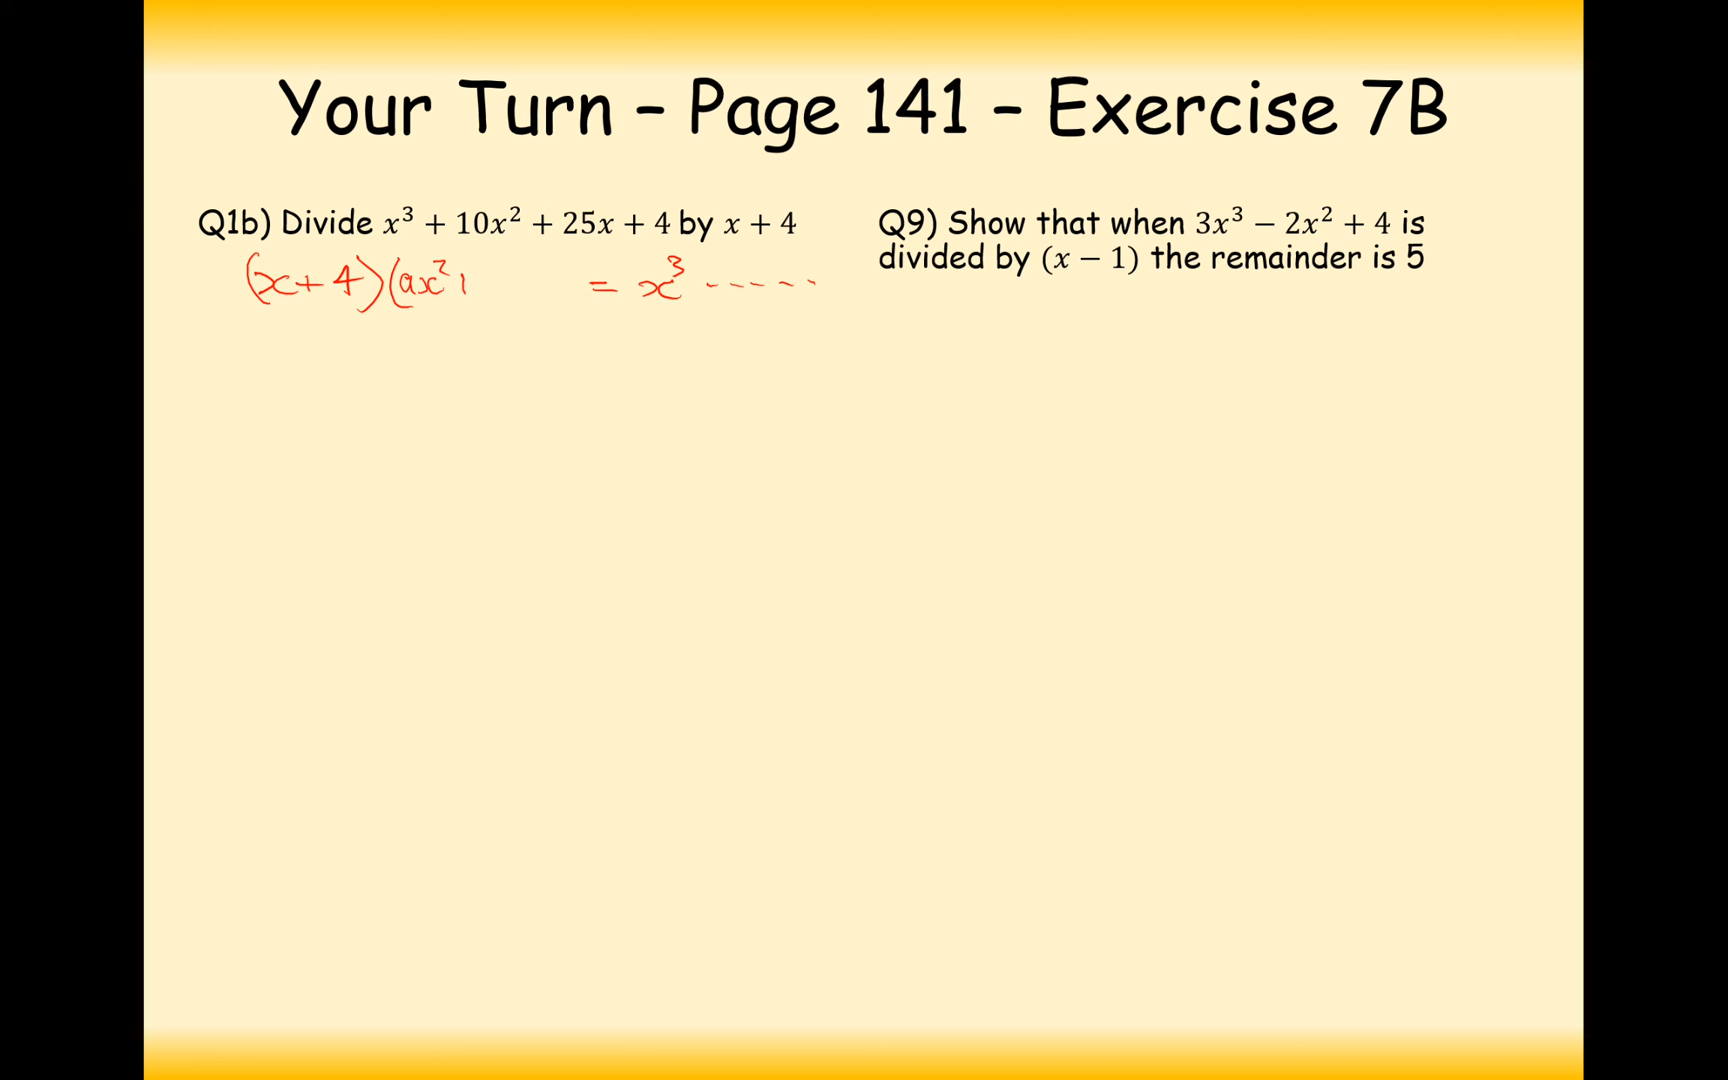 Your Turn – Page 141 – Exercise 7B
Q1b) Divide x³ + 10x² + 25x + 4 by x + 4
(x+4)(ax² = x³ -----
Q9) Show that when 3x³ − 2x² + 4 is
divided by (x − 1) the remainder is 5